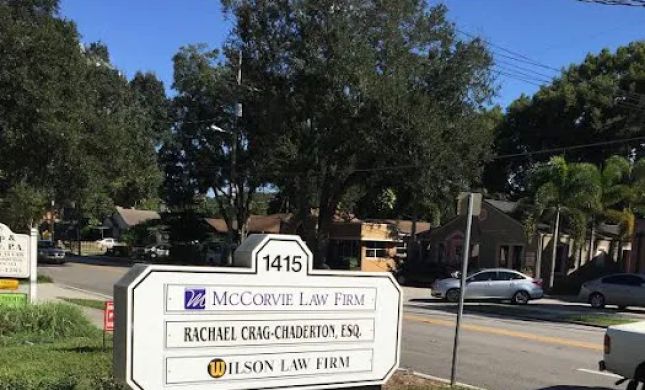 1415
M McCorvie Law Firm
RACHAEL CRAG-CHADERTON, ESQ.
WILSON LAW FIRM
&
P.A.